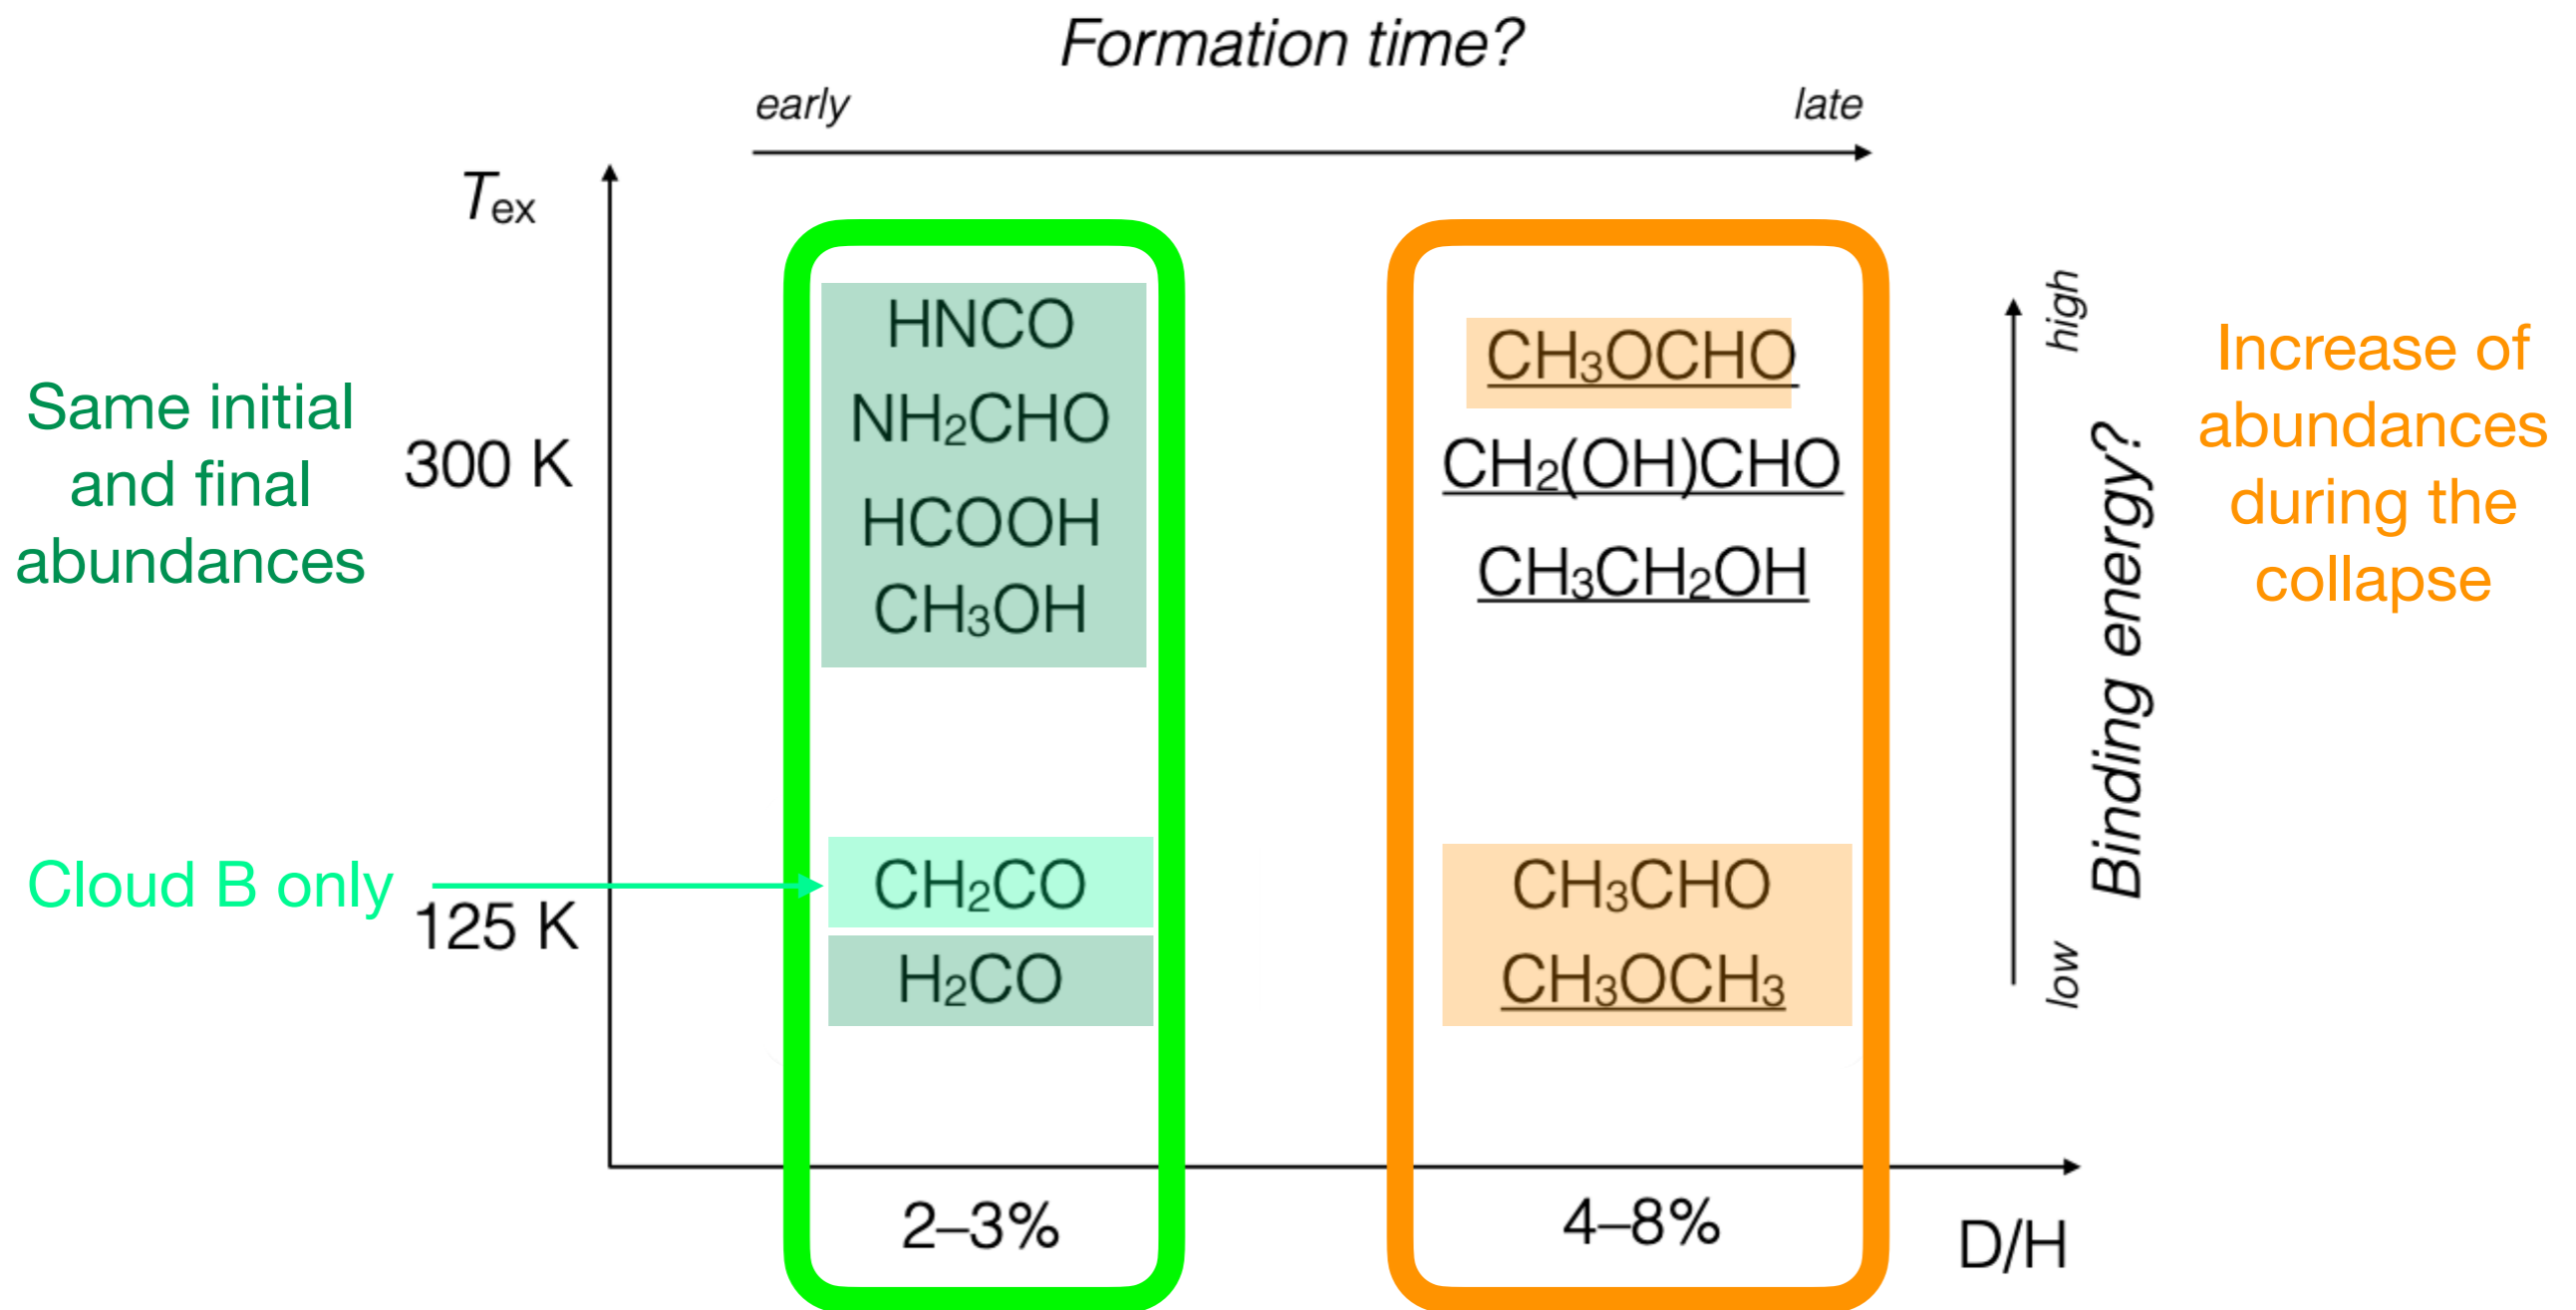 Formation time?
early
late
Tex
HNCO
NH2CHO
HCOOH
CH3OH
CH3OCHO
CH2(OH)CHO
CH3CH2OH
high
Binding energy?
low
Increase of
abundances
during the
collapse
Same initial
and final
abundances
300 K
Cloud B only
125 K
CH2CO
H2CO
CH3CHO
CH3OCH3
2–3%
4–8%
D/H